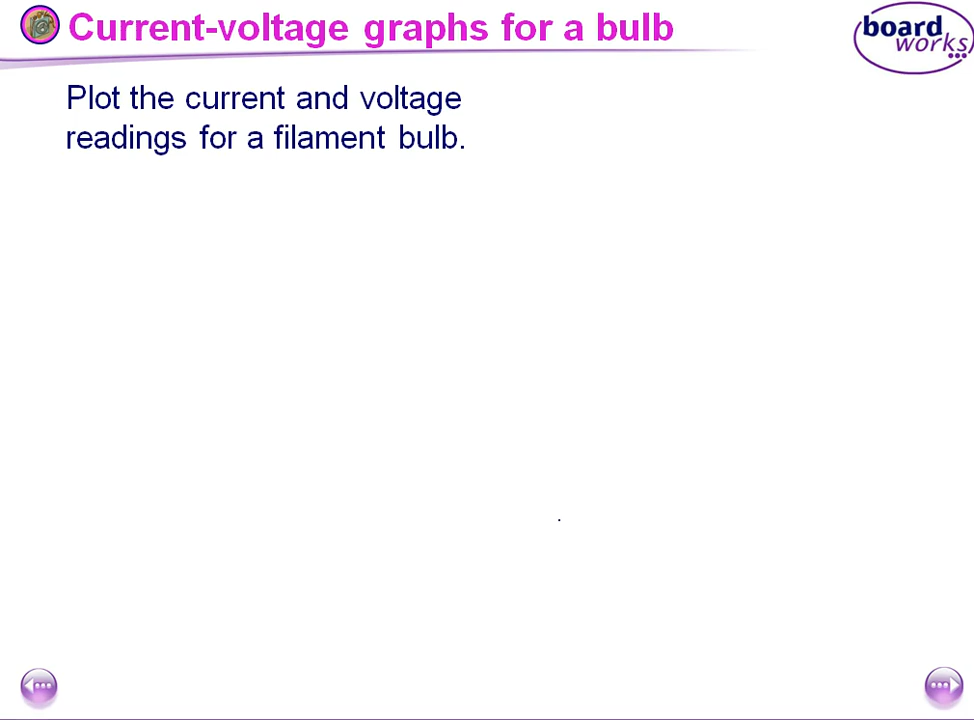 Current-voltage graphs for a bulb
board
works
Plot the current and voltage
readings for a filament bulb.